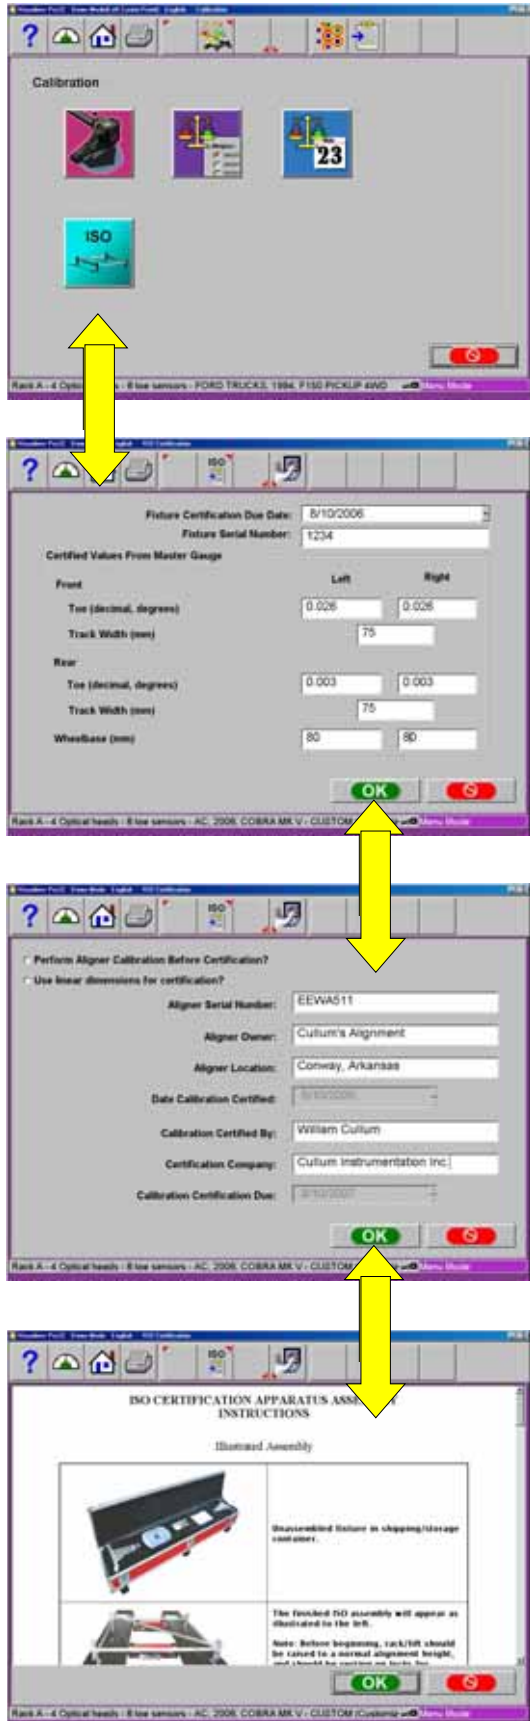 Calibration
23
ISO
Rack A - 4 Optical heads - 8 toe sensors - FORD TRUCKS, 1994, F150 PICKUP 4WD Menu Mode
ISO
Fixture Certification Due Date: 8/10/2006
Fixture Serial Number: 1234
Certified Values From Master Gauge
Left Right
Front
Toe (decimal, degrees) 0.026 0.026
Track Width (mm) 75
Rear
Toe (decimal, degrees) 0.003 0.003
Track Width (mm) 75
Wheelbase (mm) 80 80
OK
Rack A - 4 Optical heads - 8 toe sensors - AC, 2006, COBRA MK V - CUSTOM Menu Mode
ISO
Perform Aligner Calibration Before Certification?
Use linear dimensions for certification?
Aligner Serial Number: EEWA511
Aligner Owner: Cullum's Alignment
Aligner Location: Conway, Arkansas
Date Calibration Certified:
Calibration Certified By: William Cullum
Certification Company: Cullum Instrumentation Inc.
Calibration Certification Due:
OK
Rack A - 4 Optical heads - 8 toe sensors - AC, 2006, COBRA MK V - CUSTOM Menu Mode
ISO
ISO CERTIFICATION APPARATUS
INSTRUCTIONS
Illustrated Assembly
Unassembled fixture in shipping/storage
container.
The finished ISO assembly will appear as
illustrated to the left.
Note: Before beginning, rack/lift should
be raised to a normal alignment height,
OK
Rack A - 4 Optical heads - 8 toe sensors - AC, 2006, COBRA MK V - CUSTOM Menu Mode